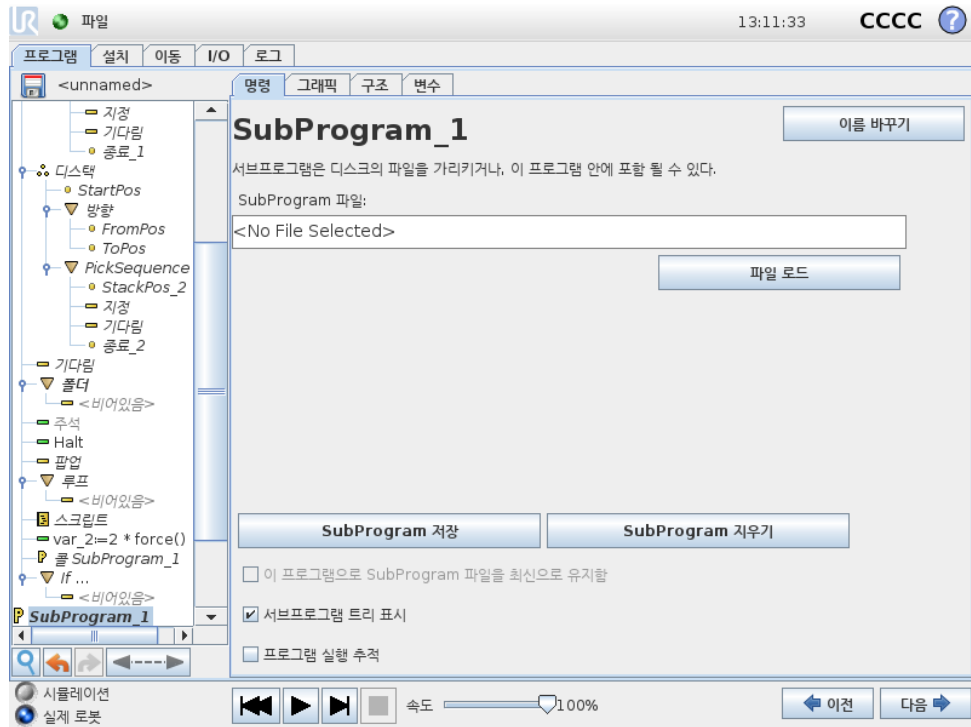 UR 파일 13:11:33 CCCC ?
프로그램 설치 이동 I/O 로그
<unnamed>
명령 그래픽 구조 변수
지정
기다림
종료_1
디스택
StartPos
방향
FromPos
ToPos
PickSequence
StackPos_2
지정
기다림
종료_2
기다림
폴더
<비어있음>
주석
Halt
팝업
루프
<비어있음>
스크립트
var_2:=2 * force()
P 콜 SubProgram_1
If ...
<비어있음>
P SubProgram_1
SubProgram_1
이름 바꾸기
서브프로그램은 디스크의 파일을 가리키거나, 이 프로그램 안에 포함 될 수 있다.
SubProgram 파일:
<No File Selected>
파일 로드
SubProgram 저장 SubProgram 지우기
이 프로그램으로 SubProgram 파일을 최신으로 유지함
서브프로그램 트리 표시
프로그램 실행 추적
시뮬레이션
실제 로봇
속도 100%
이전 다음